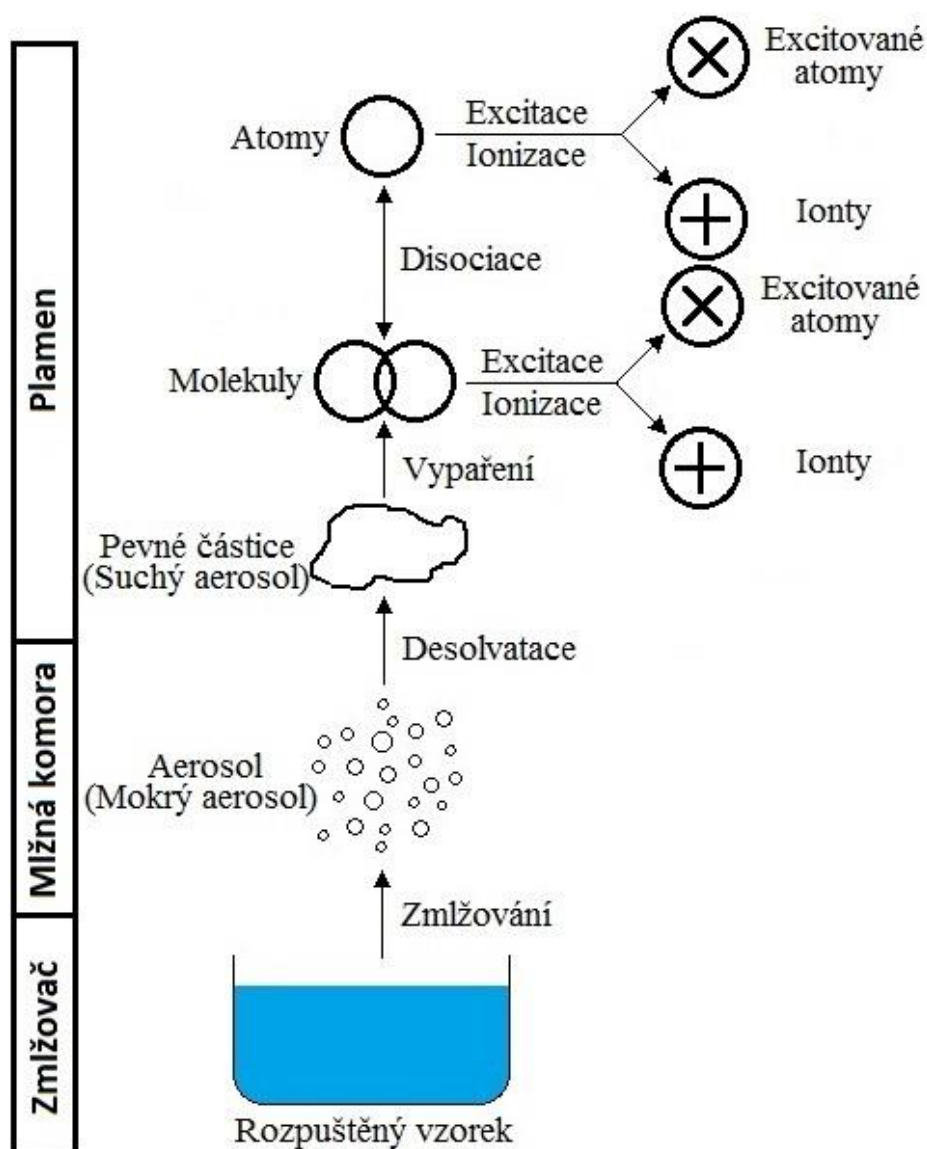 Excitované
atomy
Atomy
Excitace
Ionizace
Ionty
Disociace
Excitované
atomy
Molekuly
Excitace
Ionizace
Ionty
Vypaření
Pevné částice
(Suchý aerosol)
Desolvatace
Aerosol
(Mokrý aerosol)
Zmlžování
Rozpuštěný vzorek
Plamen
Mlžná komora
Zmlžovač